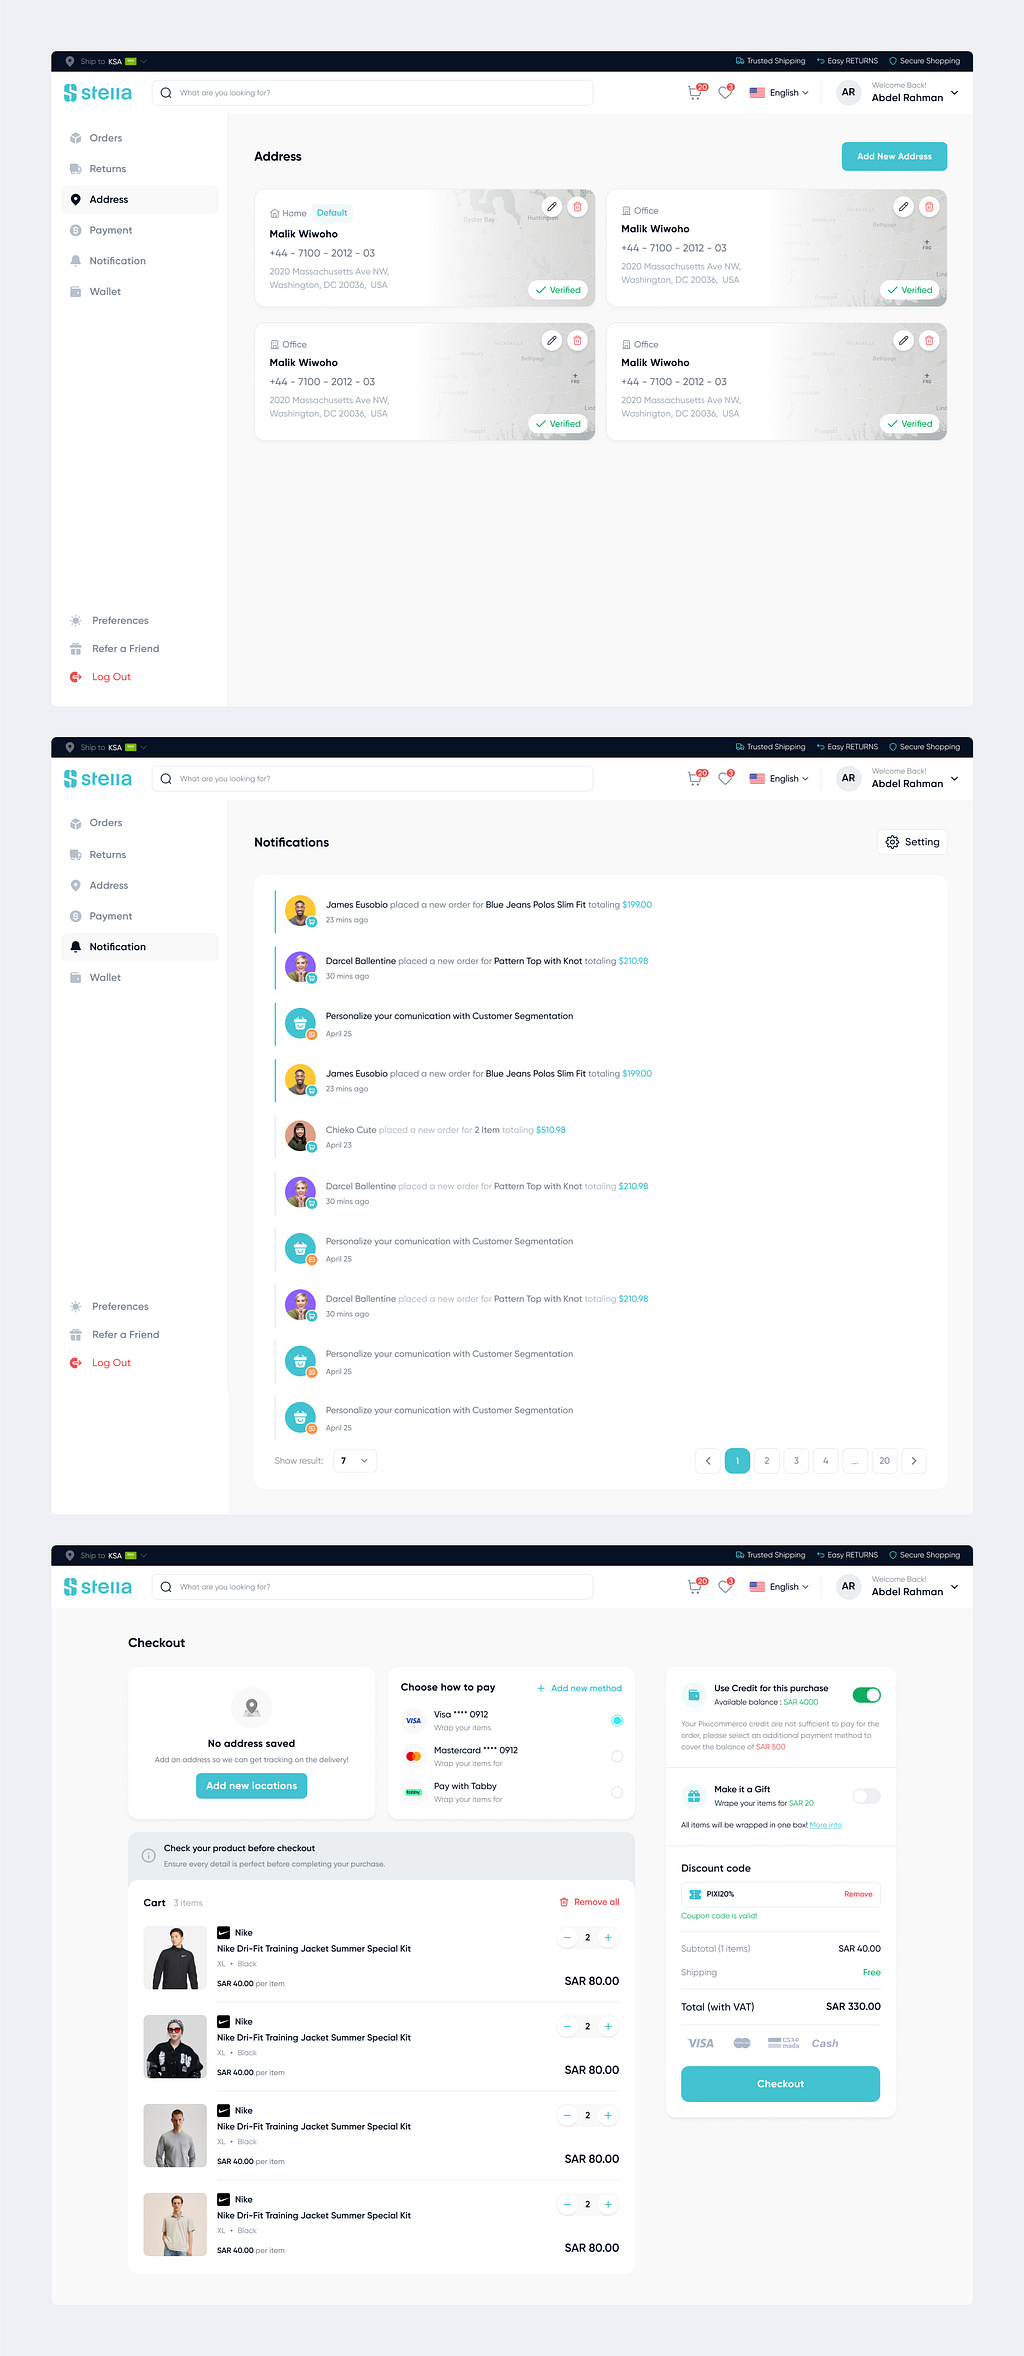 Ship to KSA
Trusted Shipping
Easy RETURNS
Secure Shopping
stella
What are you looking for?
20
3
English
AR
Welcome Back!
Abdel Rahman
Orders
Returns
Address
Payment
Notification
Wallet
Preferences
Refer a Friend
Log Out
Address
Add New Address
Home
Default
Malik Wiwoho
+44 - 7100 - 2012 - 03
2020 Massachusetts Ave NW,
Washington, DC 20036, USA
Oyster Bay
Huntington
Verified
Office
Malik Wiwoho
+44 - 7100 - 2012 - 03
2020 Massachusetts Ave NW,
Washington, DC 20036, USA
Bethpage
FRG
Lind
Verified
Office
Malik Wiwoho
+44 - 7100 - 2012 - 03
2020 Massachusetts Ave NW,
Washington, DC 20036, USA
Bethpage
FRG
Lind
Verified
Office
Malik Wiwoho
+44 - 7100 - 2012 - 03
2020 Massachusetts Ave NW,
Washington, DC 20036, USA
Bethpage
FRG
Lind
Verified
Ship to KSA
Trusted Shipping
Easy RETURNS
Secure Shopping
stella
What are you looking for?
20
3
English
AR
Welcome Back!
Abdel Rahman
Orders
Returns
Address
Payment
Notification
Wallet
Preferences
Refer a Friend
Log Out
Notifications
Setting
James Eusobio placed a new order for Blue Jeans Polos Slim Fit totaling $199.00
23 mins ago
Darcel Ballentine placed a new order for Pattern Top with Knot totaling $210.98
30 mins ago
Personalize your comunication with Customer Segmentation
April 25
James Eusobio placed a new order for Blue Jeans Polos Slim Fit totaling $199.00
23 mins ago
Chieko Cute placed a new order for 2 Item totaling $510.98
April 23
Darcel Ballentine placed a new order for Pattern Top with Knot totaling $210.98
30 mins ago
Personalize your comunication with Customer Segmentation
April 25
Darcel Ballentine placed a new order for Pattern Top with Knot totaling $210.98
30 mins ago
Personalize your comunication with Customer Segmentation
April 25
Personalize your comunication with Customer Segmentation
April 25
Show result: 7
1 2 3 4 ... 20
Ship to KSA
Trusted Shipping
Easy RETURNS
Secure Shopping
stella
What are you looking for?
20
3
English
AR
Welcome Back!
Abdel Rahman
Checkout
No address saved
Add an address so we can get tracking on the delivery!
Add new locations
Choose how to pay
+ Add new method
VISA
Visa **** 0912
Wrap your items
Mastercard **** 0912
Wrap your items for
tabby
Pay with Tabby
Wrap your items for
Check your product before checkout
Ensure every detail is perfect before completing your purchase.
Cart 3 items
Remove all
Nike
Nike Dri-Fit Training Jacket Summer Special Kit
XL • Black
SAR 40.00 per item
− 2 +
SAR 80.00
Nike
Nike Dri-Fit Training Jacket Summer Special Kit
XL • Black
SAR 40.00 per item
− 2 +
SAR 80.00
Nike
Nike Dri-Fit Training Jacket Summer Special Kit
XL • Black
SAR 40.00 per item
− 2 +
SAR 80.00
Nike
Nike Dri-Fit Training Jacket Summer Special Kit
XL • Black
SAR 40.00 per item
− 2 +
SAR 80.00
Use Credit for this purchase
Available balance : SAR 4000
Your Pixicommerce credit are not sufficient to pay for the
order, please select an additional payment method to
cover the balance of SAR 500
Make it a Gift
Wrape your items for SAR 20
All items will be wrapped in one box! More info
Discount code
PIXI20%
Remove
Coupon code is valid!
Subtotal (1 items)
SAR 40.00
Shipping
Free
Total (with VAT)
SAR 330.00
VISA
mada
Cash
Checkout